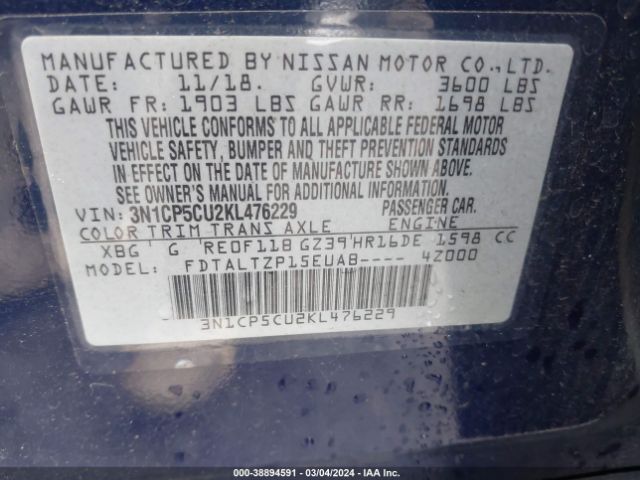 MANUFACTURED BY NISSAN MOTOR CO.,LTD.
DATE: 11/18. GVWR: 3600 LBS
GAWR FR: 1903 LBS GAWR RR: 1698 LBS
THIS VEHICLE CONFORMS TO ALL APPLICABLE FEDERAL MOTOR
VEHICLE SAFETY, BUMPER AND THEFT PREVENTION STANDARDS
IN EFFECT ON THE DATE OF MANUFACTURE SHOWN ABOVE.
SEE OWNER'S MANUAL FOR ADDITIONAL INFORMATION.
VIN: 3N1CP5CU2KL476229 PASSENGER CAR.
COLOR TRIM TRANS AXLE ENGINE
XBG G RE0F11B GZ39 HR16DE 1598 CC
MODEL: FDTALTZP15EUA8---- 4Z000
3N1CP5CU2KL476229
© - 38894591 - 03/04/2024 - IAA Inc.